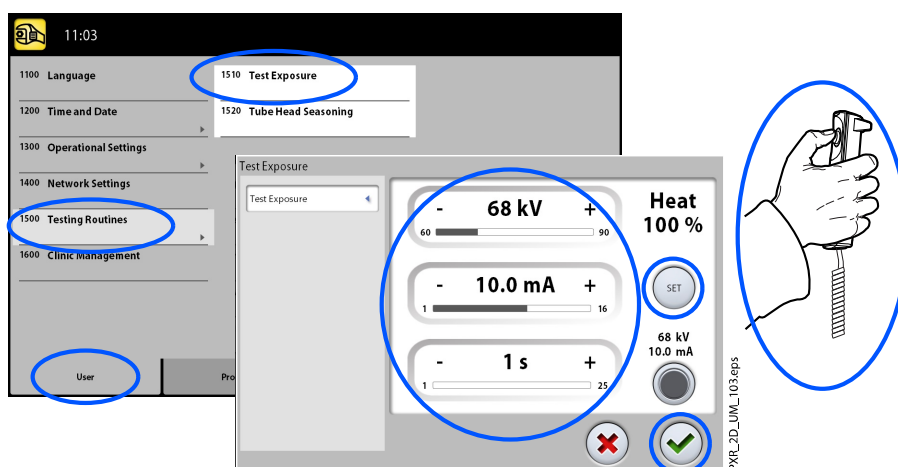 11:03
1100 Language
1200 Time and Date
1300 Operational Settings
1400 Network Settings
1500 Testing Routines
1600 Clinic Management
1510 Test Exposure
1520 Tube Head Seasoning
User
Pro
Test Exposure
Test Exposure
- 68 kV +
60 90
- 10.0 mA +
1 16
- 1 s +
1 25
Heat
100 %
SET
68 kV
10.0 mA
PXR_2D_UM_103.eps